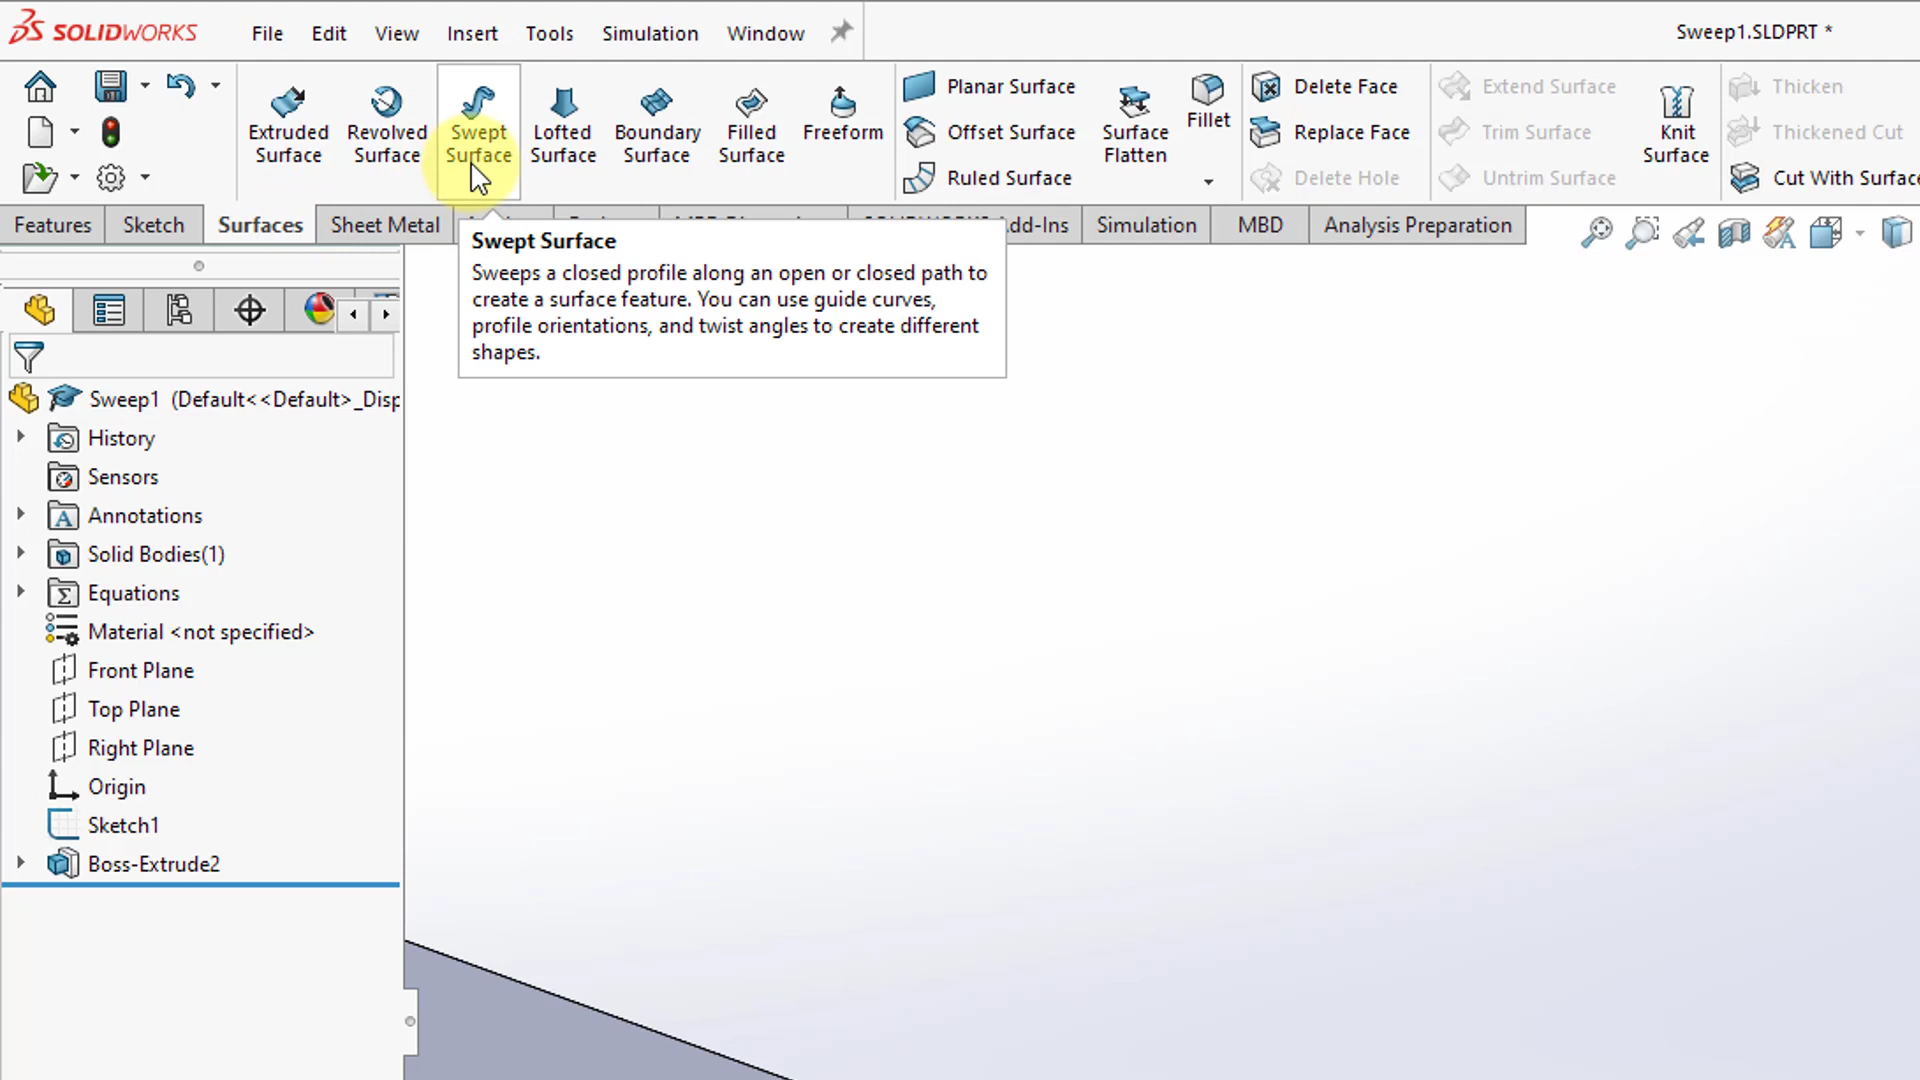 SOLIDWORKS
File Edit View Insert Tools Simulation Window
Sweep1.SLDPRT *
Extruded Surface
Revolved Surface
Swept Surface
Lofted Surface
Boundary Surface
Filled Surface
Freeform
Planar Surface
Offset Surface
Ruled Surface
Surface Flatten
Fillet
Delete Face
Replace Face
Delete Hole
Extend Surface
Trim Surface
Untrim Surface
Knit Surface
Thicken
Thickened Cut
Cut With Surface
Features Sketch Surfaces Sheet Metal Add-Ins Simulation MBD Analysis Preparation
Swept Surface
Sweeps a closed profile along an open or closed path to
create a surface feature. You can use guide curves,
profile orientations, and twist angles to create different
shapes.
Sweep1 (Default<<Default>_Disp
History
Sensors
Annotations
Solid Bodies(1)
Equations
Material <not specified>
Front Plane
Top Plane
Right Plane
Origin
Sketch1
Boss-Extrude2